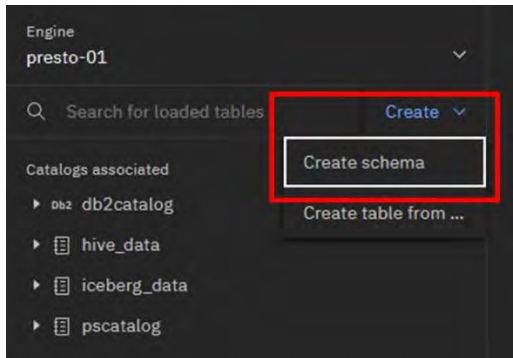 Engine
presto-01
Search for loaded tables
Create
Create schema
Create table from ...
Catalogs associated
Db2 db2catalog
hive_data
iceberg_data
pscatalog